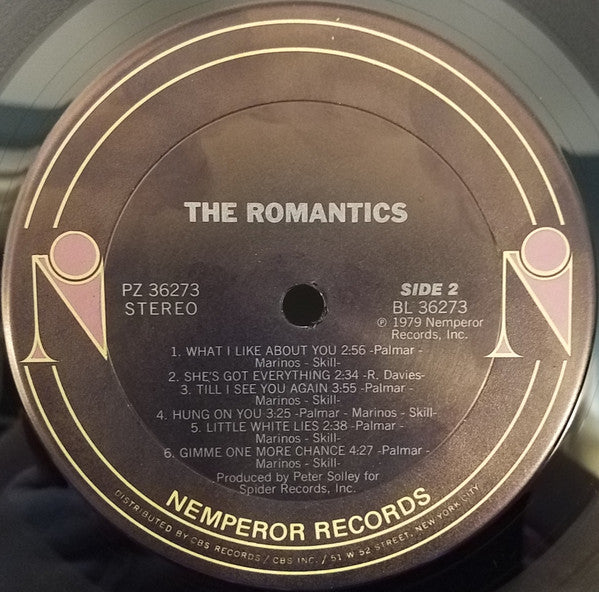 THE ROMANTICS
PZ 36273
STEREO
SIDE 2
BL 36273
℗ 1979 Nemperor
Records, Inc.
1. WHAT I LIKE ABOUT YOU 2:56 -Palmar -
Marinos - Skill-
2. SHE'S GOT EVERYTHING 2:34 -R. Davies-
3. TILL I SEE YOU AGAIN 3:55 -Palmar -
Marinos - Skill-
4. HUNG ON YOU 3:25 -Palmar - Marinos - Skill-
5. LITTLE WHITE LIES 2:38 -Palmar -
Marinos - Skill-
6. GIMME ONE MORE CHANCE 4:27 -Palmar -
Marinos - Skill-
Produced by Peter Solley for
Spider Records, Inc.
NEMPEROR RECORDS
DISTRIBUTED BY CBS RECORDS / CBS INC. / 51 W 52 STREET, NEW YORK CITY